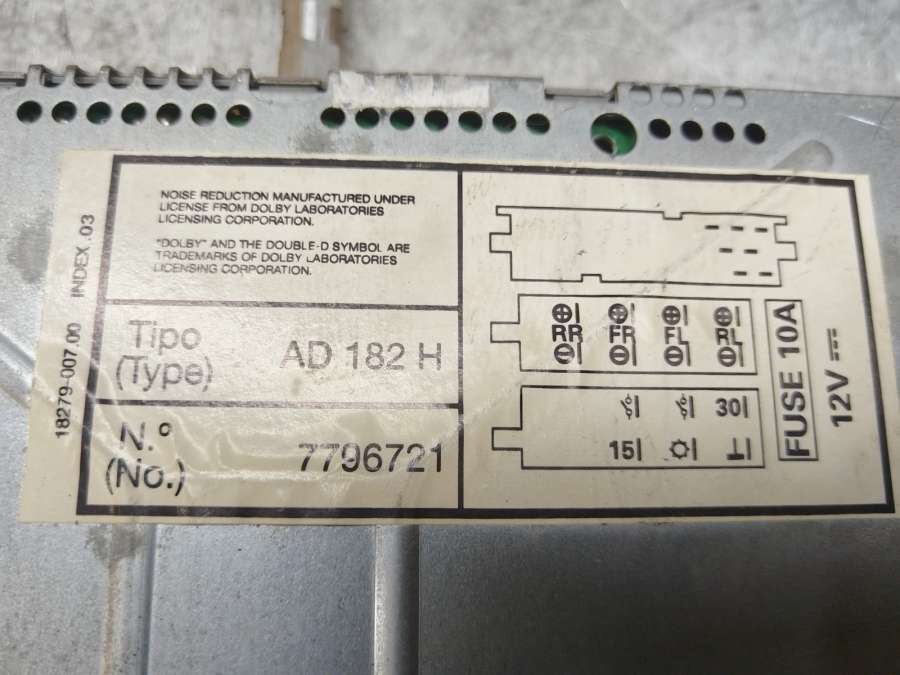 18279-007.00 INDEX .03
NOISE REDUCTION MANUFACTURED UNDER
LICENSE FROM DOLBY LABORATORIES
LICENSING CORPORATION.
"DOLBY" AND THE DOUBLE-D SYMBOL ARE
TRADEMARKS OF DOLBY LABORATORIES
LICENSING CORPORATION.
Tipo
(Type)
AD 182 H
N.º
(No.)
7796721
RR FR FL RL
30
15
FUSE 10A
12V